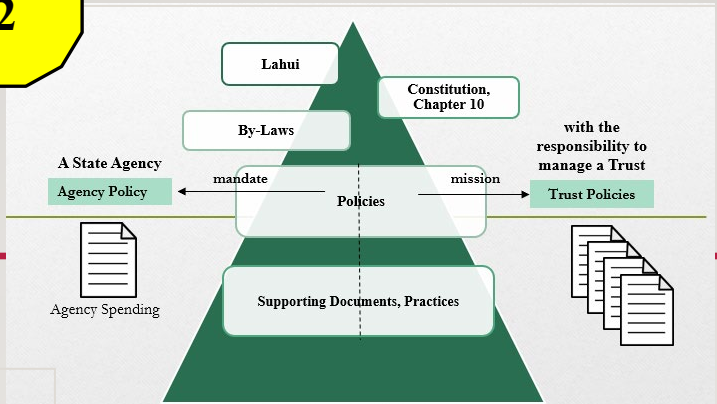 2
Lahui
Constitution,
Chapter 10
By-Laws
with the
responsibility to
manage a Trust
A State Agency
mandate
mission
Agency Policy
Policies
Trust Policies
Supporting Documents, Practices
Agency Spending